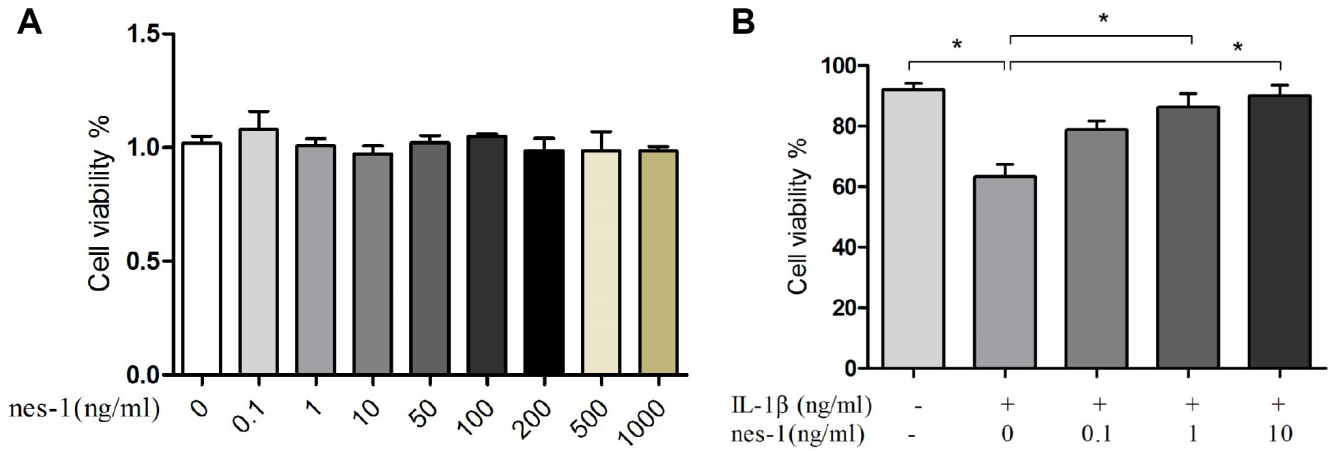 A
1.5
1.0
0.5
0.0
Cell viability %
nes-1(ng/ml) 0 0.1 1 10 50 100 200 500 1000
B
* * *
100
80
60
40
20
0
Cell viability %
IL-1β (ng/ml) - + + + +
nes-1(ng/ml) - 0 0.1 1 10